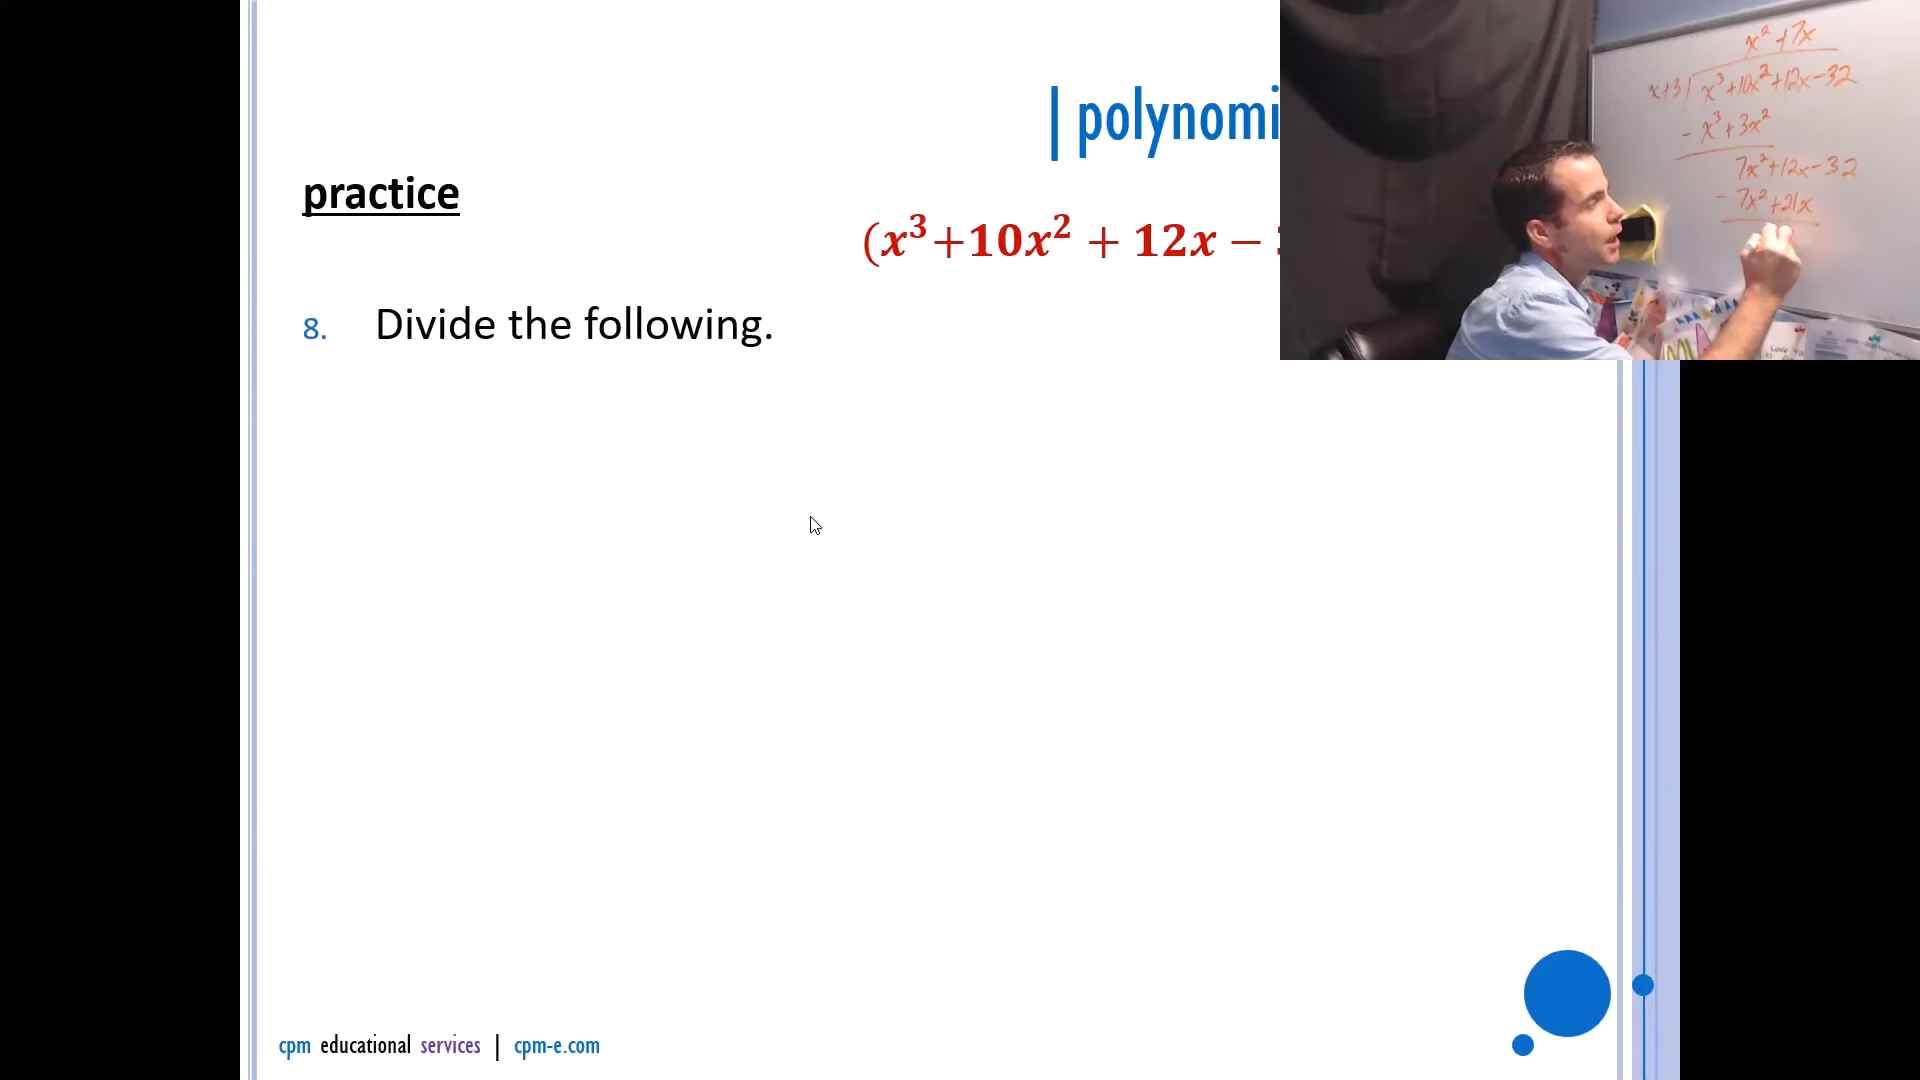 | polynomi
practice
(x³+10x² + 12x −
8. Divide the following.
x² + 7x
x+3 x³+10x²+12x-32
- x³ + 3x²
7x²+12x-32
- 7x²+21x
Love
cpm educational services | cpm-e.com